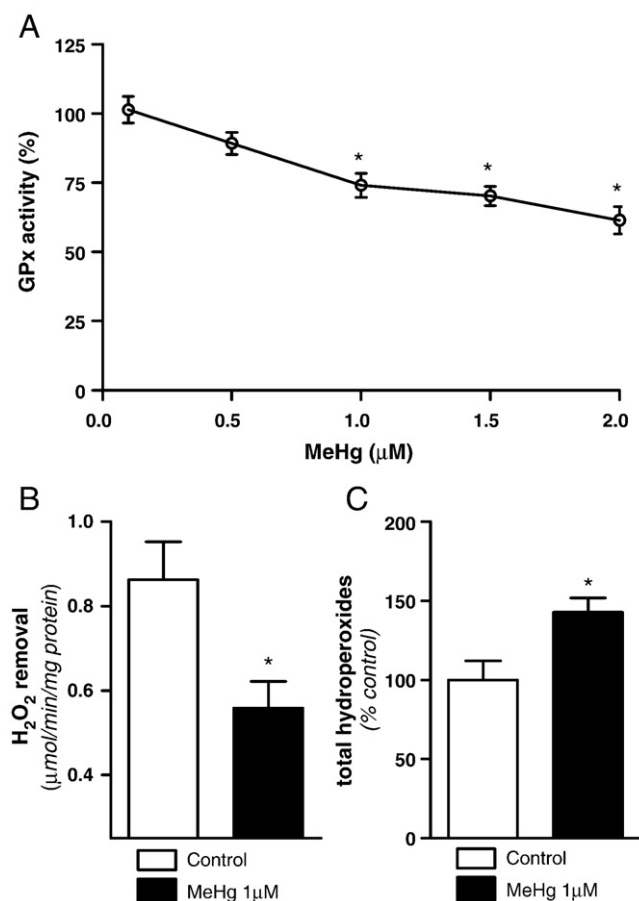 A
GPx activity (%)
125
100
75
50
25
0
*
*
*
0.0
0.5
1.0
1.5
2.0
MeHg (μM)
B
H₂O₂ removal
(μmol/min/mg protein)
1.0
0.8
0.6
0.4
*
Control
MeHg 1μM
C
total hydroperoxides
(% control)
200
150
100
50
0
*
Control
MeHg 1μM